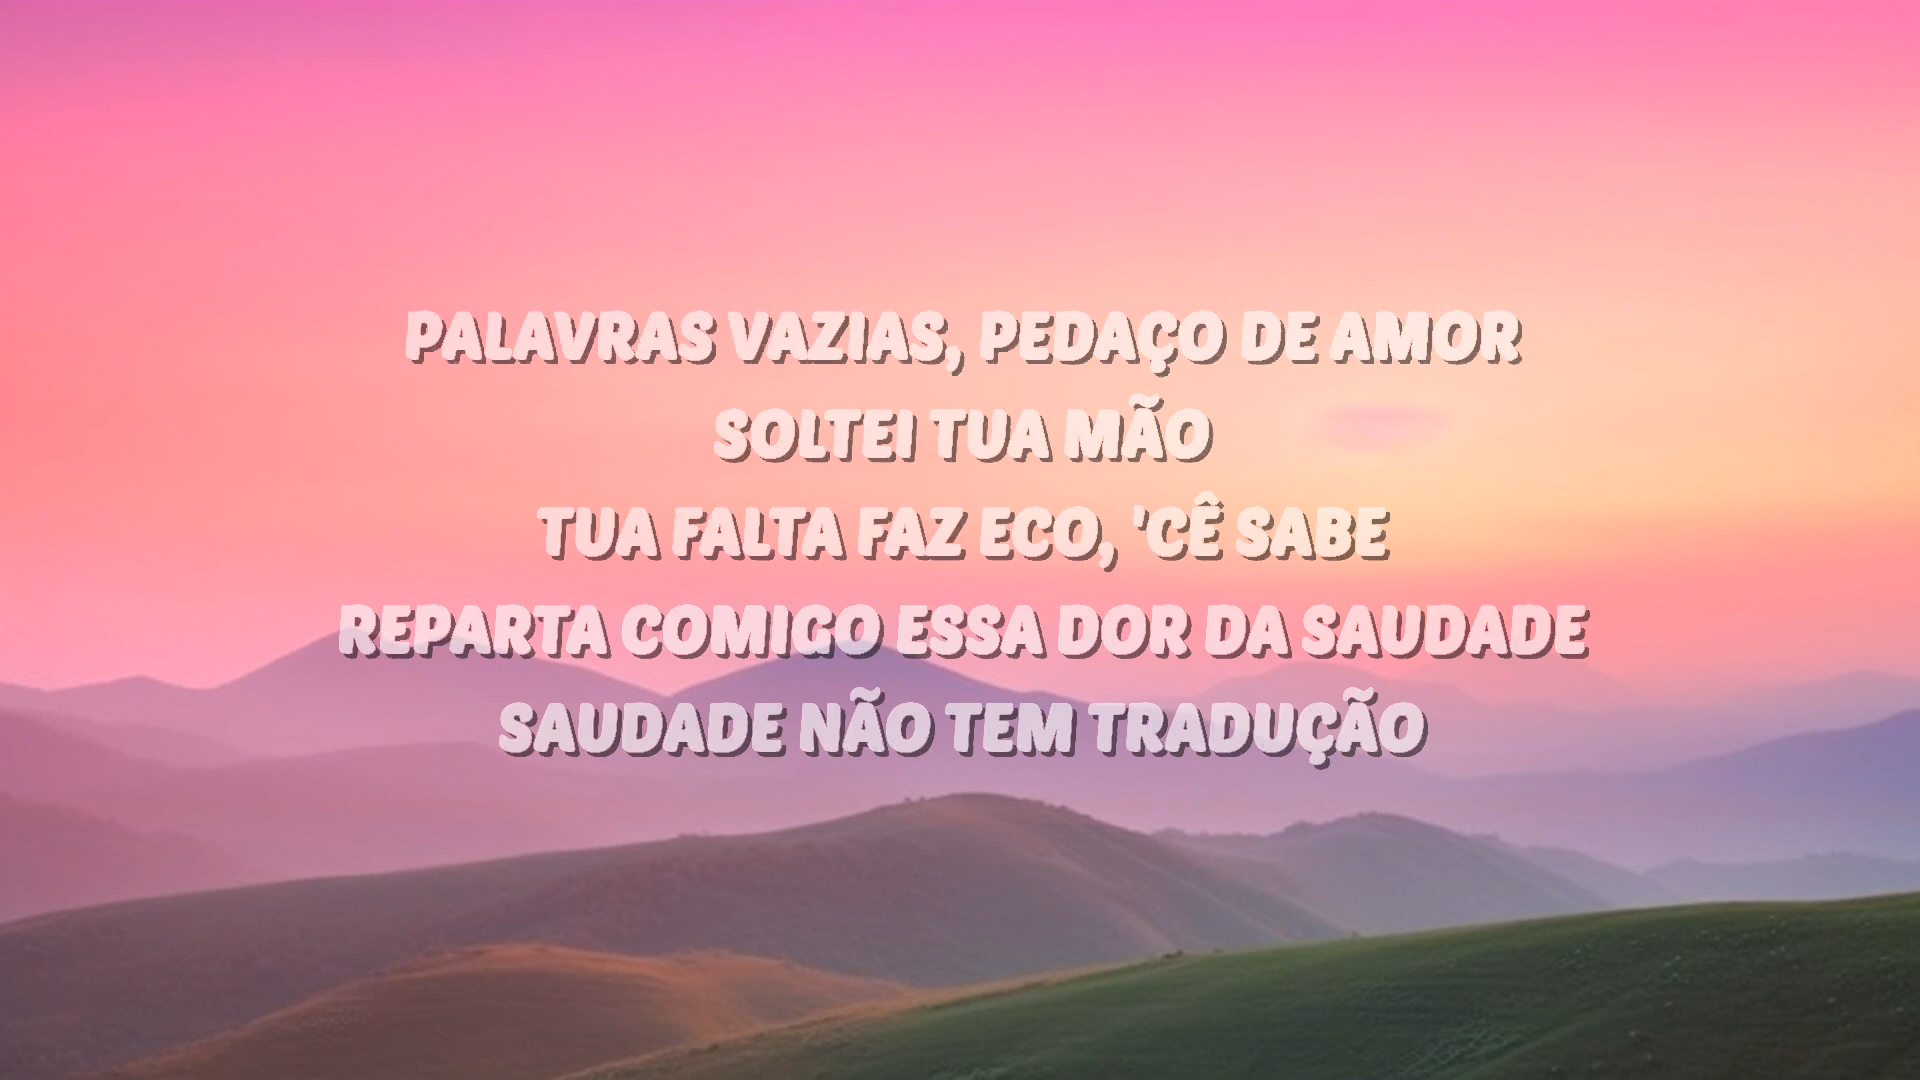 PALAVRAS VAZIAS, PEDAÇO DE AMOR
SOLTEI TUA MÃO
TUA FALTA FAZ ECO, 'CÊ SABE
REPARTA COMIGO ESSA DOR DA SAUDADE
SAUDADE NÃO TEM TRADUÇÃO